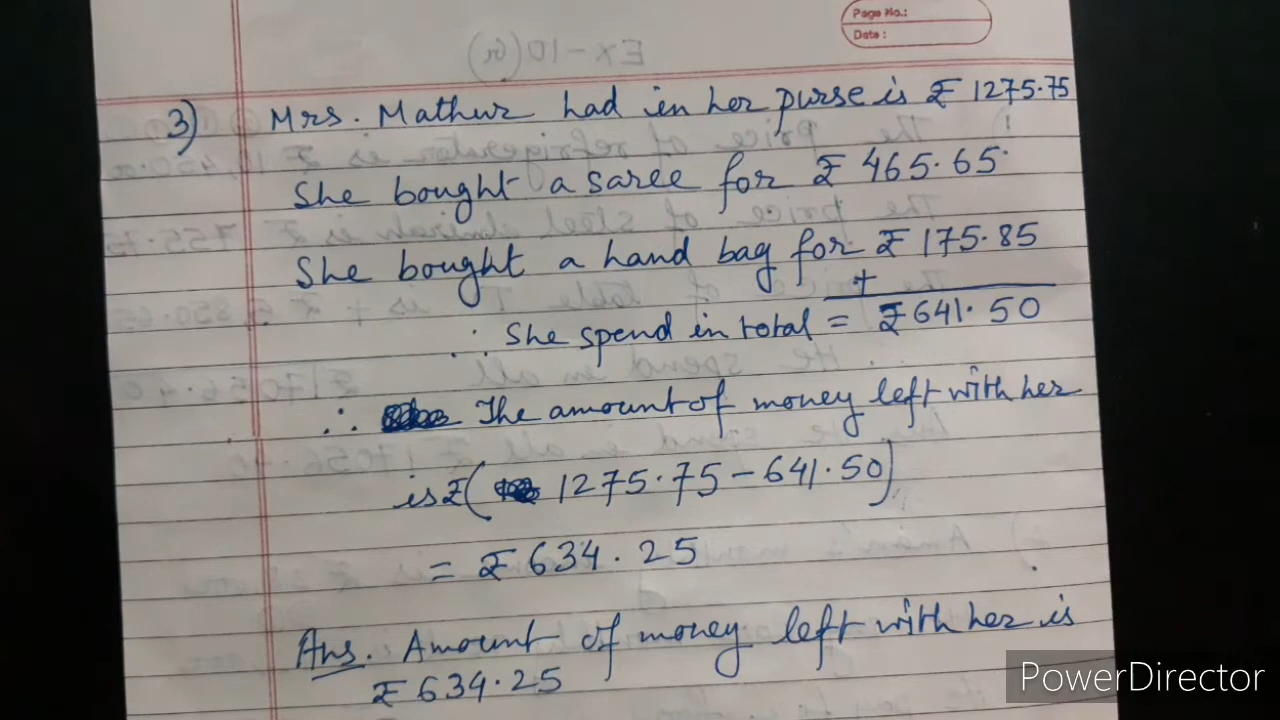 Page No.:
Date :
3) Mrs. Mathur had in her purse is ₹ 1275.75
She bought a saree for ₹ 465.65
She bought a hand bag for ₹ 175.85
+
∴ She spend in total = ₹ 641.50
∴ The amount of money left with her
is ₹ ( 1275.75 - 641.50)
= ₹ 634.25
Ans. Amount of money left with her is
₹ 634.25
PowerDirector